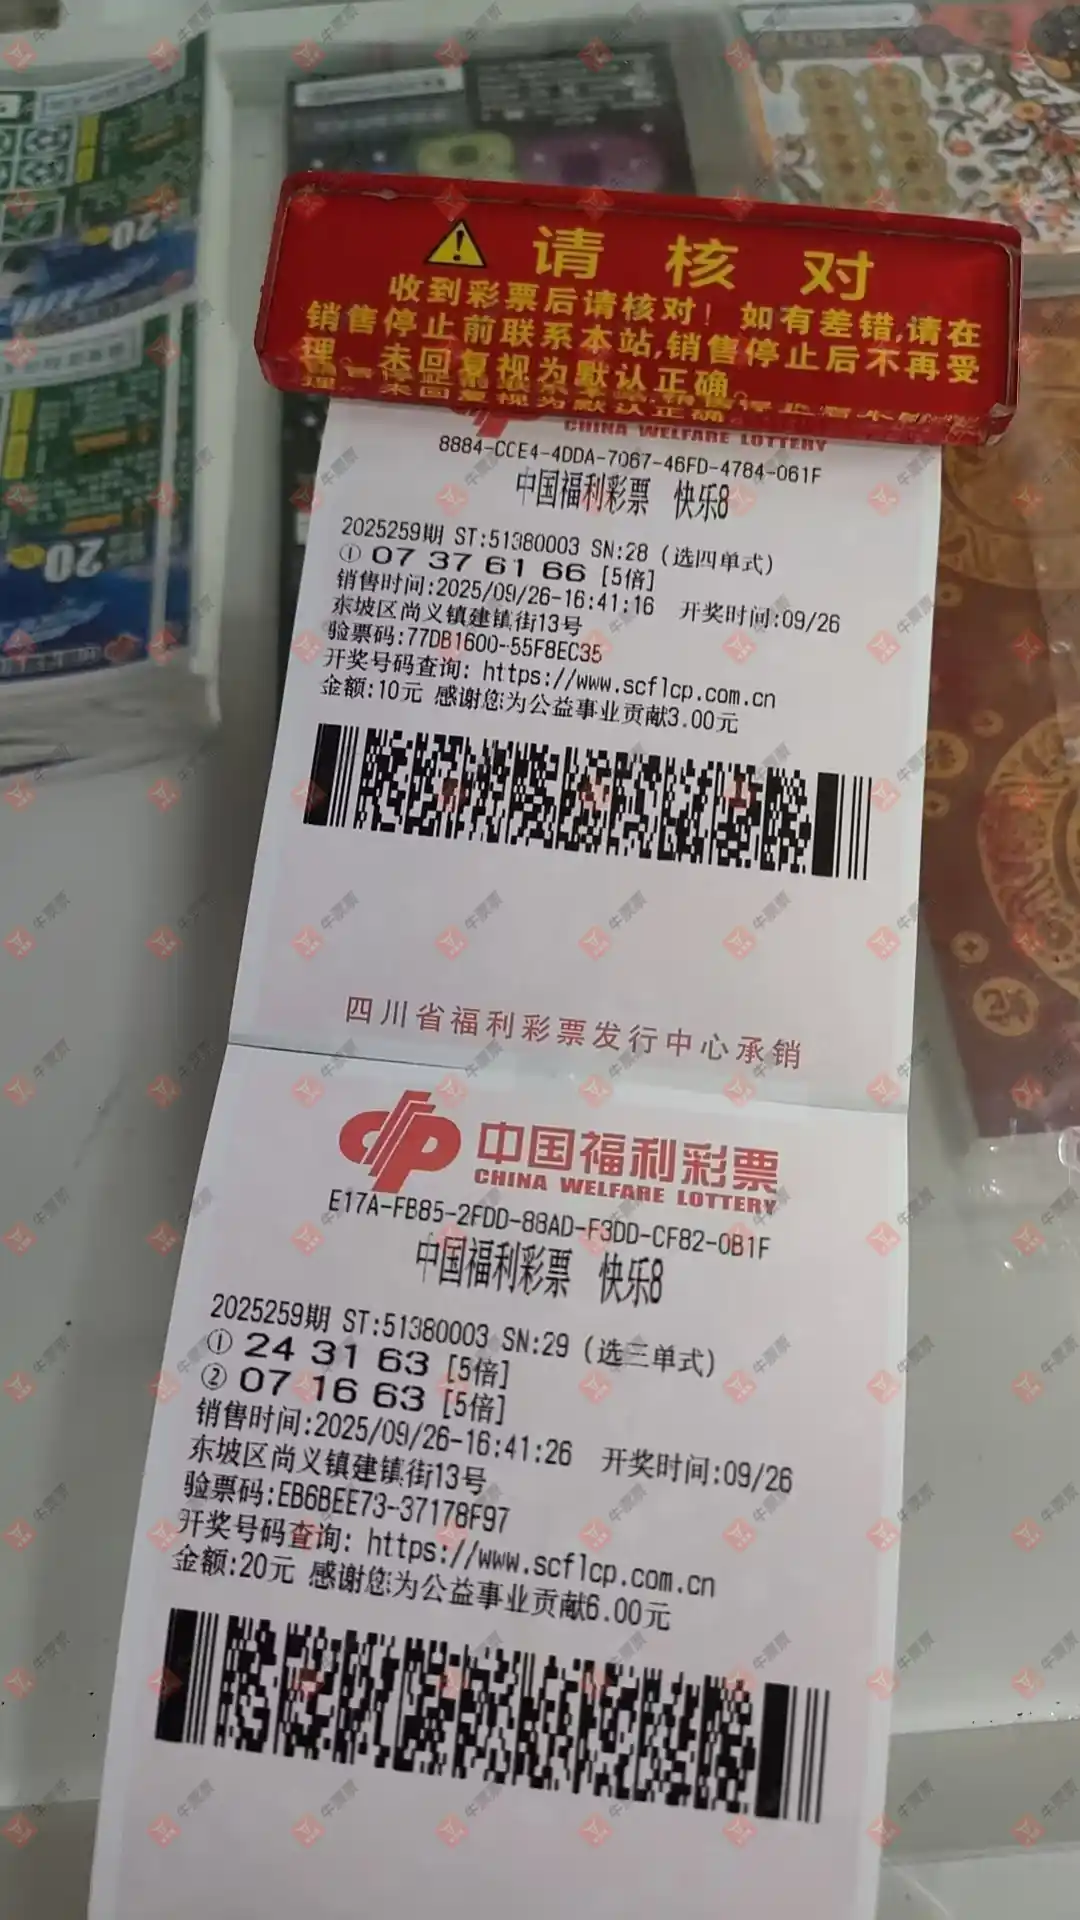 请 核 对
收到彩票后请核对！如有差错,请在
销售停止前联系本站,销售停止后不再受
理。未回复视为默认正确。
CHINA WELFARE LOTTERY
8884-CCE4-4DDA-7067-46FD-4784-061F
中国福利彩票 快乐8
2025259期 ST:51380003 SN:28 (选四单式)
① 07 37 61 66 [5倍]
销售时间:2025/09/26-16:41:16 开奖时间:09/26
东坡区尚义镇建镇街13号
验票码:77DB1600-55F8EC35
开奖号码查询: https://www.scflcp.com.cn
金额:10元 感谢您为公益事业贡献3.00元
四川省福利彩票发行中心承销
中国福利彩票
CHINA WELFARE LOTTERY
E17A-FB85-2FDD-88AD-F3DD-CF82-0B1F
中国福利彩票 快乐8
2025259期 ST:51380003 SN:29 (选三单式)
① 24 31 63 [5倍]
② 07 16 63 [5倍]
销售时间:2025/09/26-16:41:26 开奖时间:09/26
东坡区尚义镇建镇街13号
验票码:EB6BEE73-37178F97
开奖号码查询: https://www.scflcp.com.cn
金额:20元 感谢您为公益事业贡献6.00元
20
20
牛票票